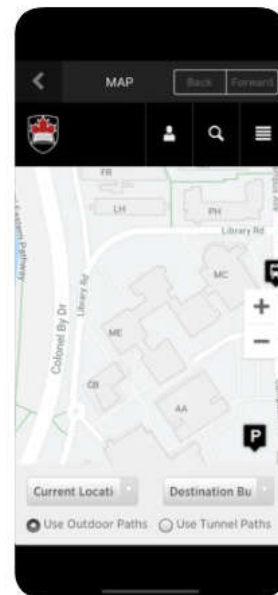 MAP
Back
Forward
FR
LH
PH
Library Rd
Colonel By Dr
Library Rd
MC
ME
CB
AA
+
−
P
Current Locati
Destination Bu
Use Outdoor Paths
Use Tunnel Paths